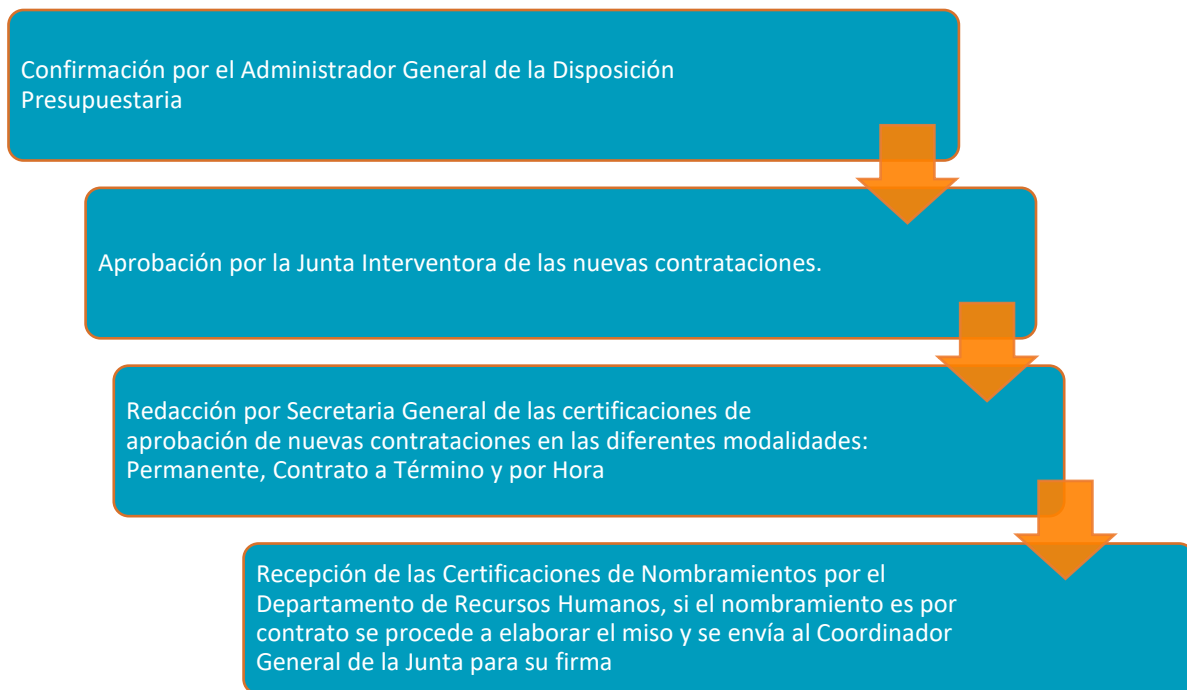 Confirmación por el Administrador General de la Disposición
Presupuestaria
Aprobación por la Junta Interventora de las nuevas contrataciones.
Redacción por Secretaria General de las certificaciones de
aprobación de nuevas contrataciones en las diferentes modalidades:
Permanente, Contrato a Término y por Hora
Recepción de las Certificaciones de Nombramientos por el
Departamento de Recursos Humanos, si el nombramiento es por
contrato se procede a elaborar el miso y se envía al Coordinador
General de la Junta para su firma